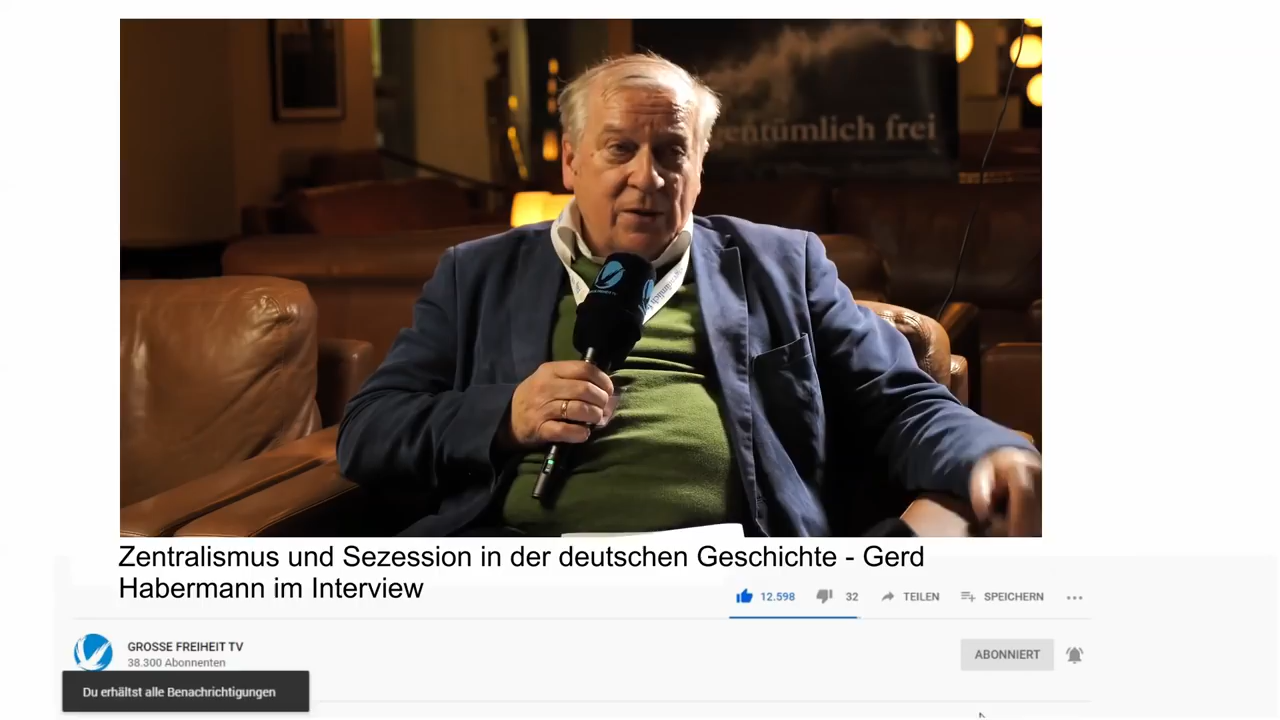 gentümlich frei
Zentralismus und Sezession in der deutschen Geschichte - Gerd
Habermann im Interview
12.598 32 TEILEN SPEICHERN
GROSSE FREIHEIT TV
38.300 Abonnenten
ABONNIERT
Du erhältst alle Benachrichtigungen